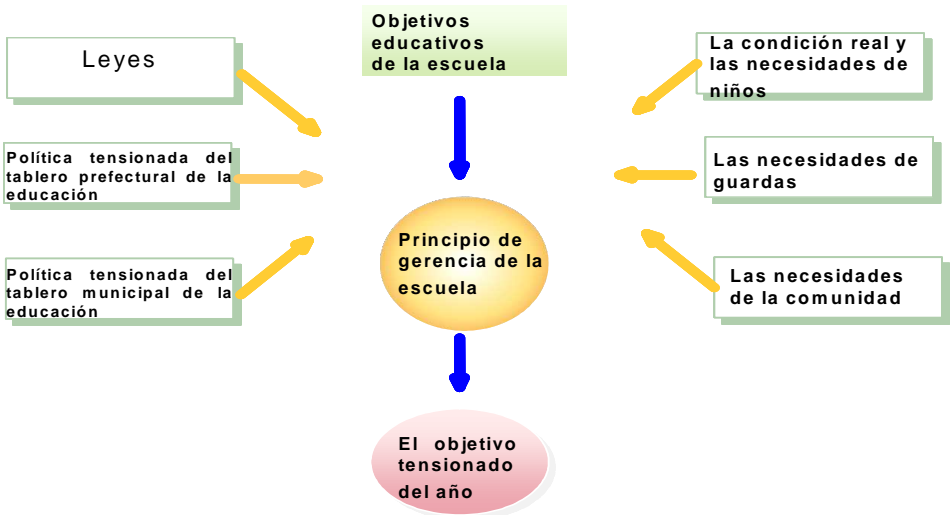 Objetivos
educativos
de la escuela
Leyes
Política tensionada del
tablero prefectural de la
educación
Política tensionada del
tablero municipal de la
educación
La condición real y
las necesidades de
niños
Las necesidades de
guardas
Las necesidades
de la comunidad
Principio de
gerencia de la
escuela
El objetivo
tensionado
del año